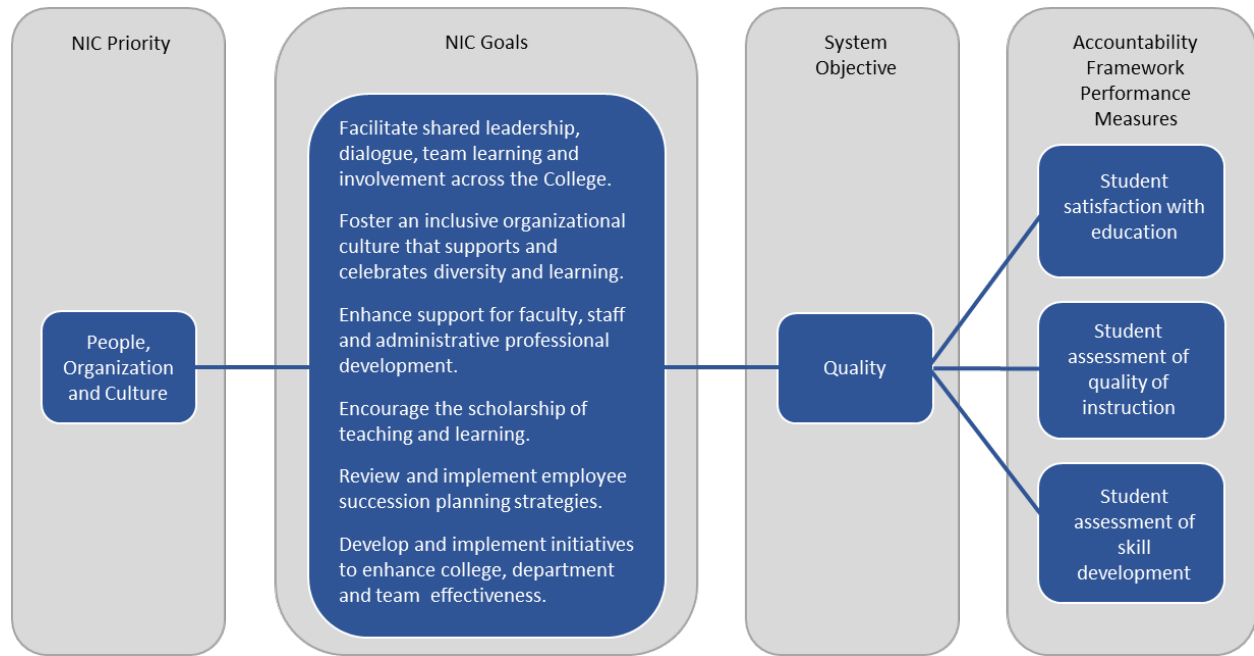 NIC Priority
People,
Organization
and Culture
NIC Goals
Facilitate shared leadership,
dialogue, team learning and
involvement across the College.
Foster an inclusive organizational
culture that supports and
celebrates diversity and learning.
Enhance support for faculty, staff
and administrative professional
development.
Encourage the scholarship of
teaching and learning.
Review and implement employee
succession planning strategies.
Develop and implement initiatives
to enhance college, department
and team effectiveness.
System
Objective
Quality
Accountability
Framework
Performance
Measures
Student
satisfaction with
education
Student
assessment of
quality of
instruction
Student
assessment of
skill
development